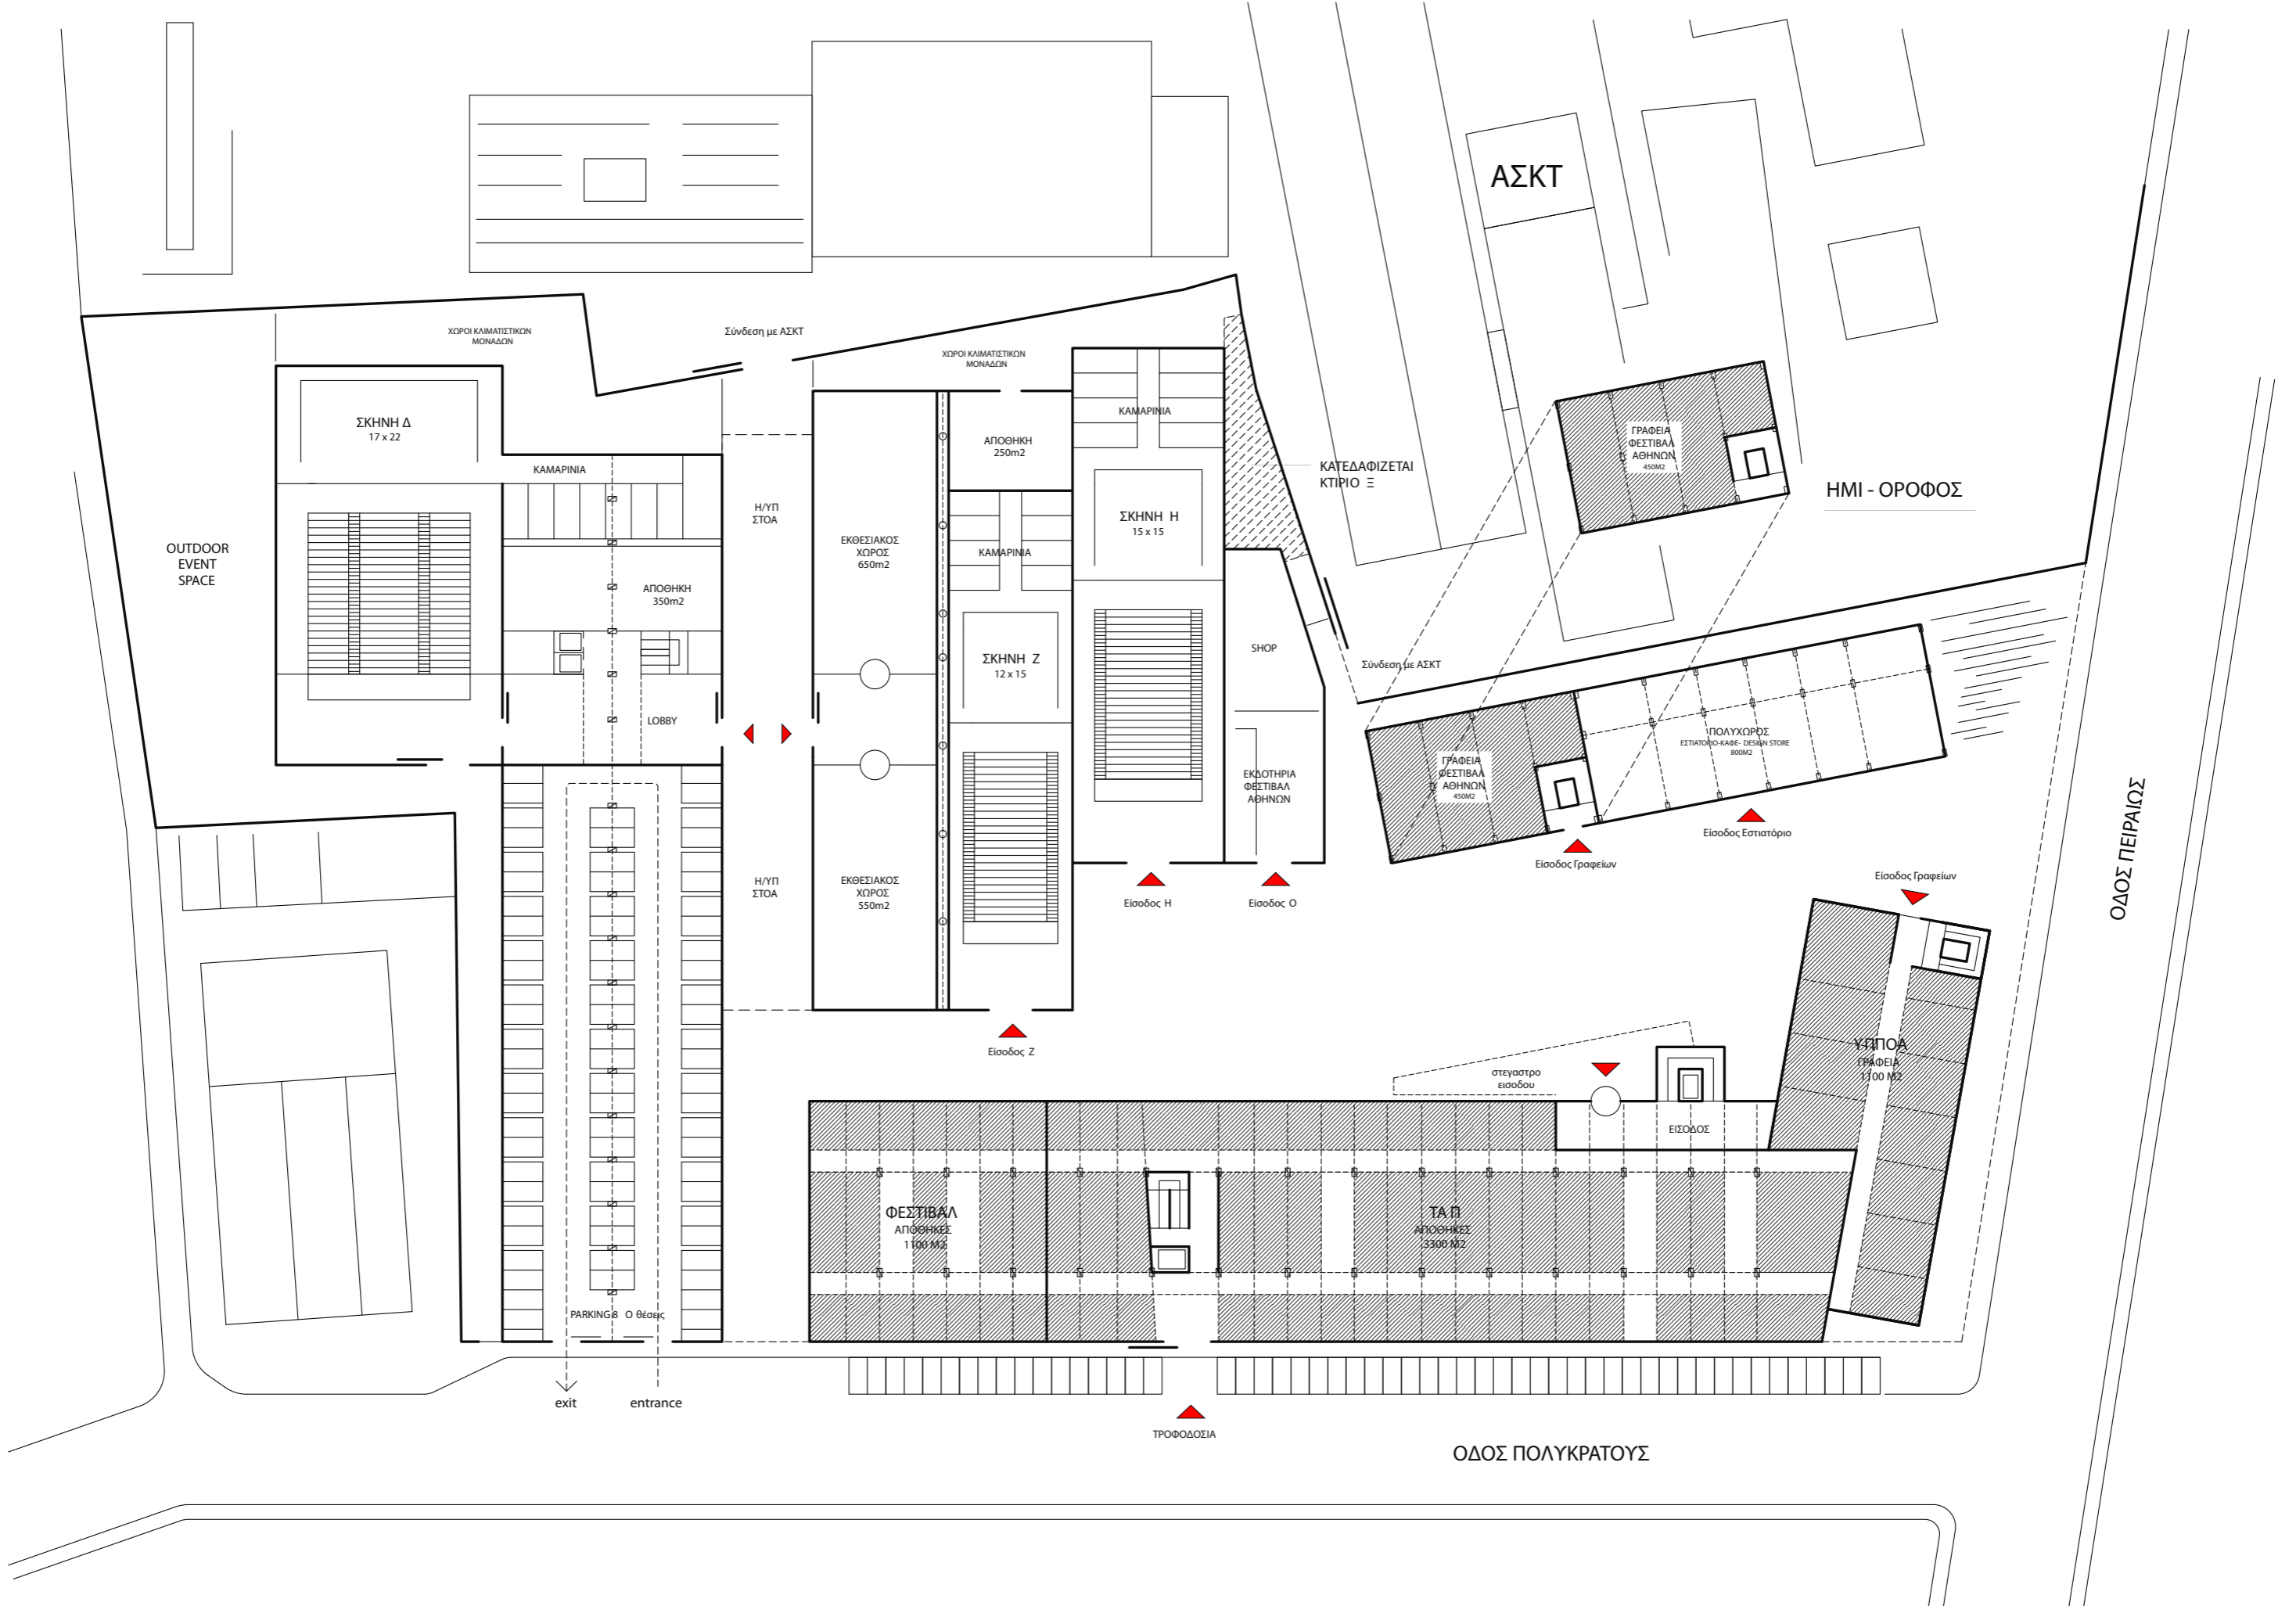 ΑΣΚΤ
ΧΩΡΟΙ ΚΛΙΜΑΤΙΣΤΙΚΩΝ
ΜΟΝΑΔΩΝ
Σύνδεση με ΑΣΚΤ
ΧΩΡΟΙ ΚΛΙΜΑΤΙΣΤΙΚΩΝ
ΜΟΝΑΔΩΝ
ΣΚΗΝΗ Δ
17 x 22
ΚΑΜΑΡΙΝΙΑ
ΑΠΟΘΗΚΗ
250m2
ΚΑΜΑΡΙΝΙΑ
ΚΑΤΕΔΑΦΙΖΕΤΑΙ
ΚΤΙΡΙΟ Ξ
ΓΡΑΦΕΙΑ
ΦΕΣΤΙΒΑΛ
ΑΘΗΝΩΝ
450M2
ΗΜΙ - ΟΡΟΦΟΣ
OUTDOOR
EVENT
SPACE
Η/ΥΠ
ΣΤΟΑ
ΕΚΘΕΣΙΑΚΟΣ
ΧΩΡΟΣ
650m2
ΚΑΜΑΡΙΝΙΑ
ΣΚΗΝΗ Η
15 x 15
ΑΠΟΘΗΚΗ
350m2
ΣΚΗΝΗ Ζ
12 x 15
SHOP
Σύνδεση με ΑΣΚΤ
LOBBY
ΠΟΛΥΧΩΡΟΣ
ΕΣΤΙΑΤΟΡΙΟ-ΚΑΦΕ- DESIGN STORE
800M2
ΓΡΑΦΕΙΑ
ΦΕΣΤΙΒΑΛ
ΑΘΗΝΩΝ
450M2
ΕΚΔΟΤΗΡΙΑ
ΦΕΣΤΙΒΑΛ
ΑΘΗΝΩΝ
Είσοδος Εστιατόριο
Είσοδος Γραφείων
Είσοδος Γραφείων
ΟΔΟΣ ΠΕΙΡΑΙΩΣ
Η/ΥΠ
ΣΤΟΑ
ΕΚΘΕΣΙΑΚΟΣ
ΧΩΡΟΣ
550m2
Είσοδος Η
Είσοδος Ο
Είσοδος Ζ
στεγαστρο
εισοδου
ΥΠΠΟΑ
ΓΡΑΦΕΙΑ
1100 M2
ΕΙΣΟΔΟΣ
ΦΕΣΤΙΒΑΛ
ΑΠΟΘΗΚΕΣ
1100 M2
ΤΑ Π
ΑΠΟΘΗΚΕΣ
3300 M2
PARKING 8 Ο θέσεις
exit
entrance
ΤΡΟΦΟΔΟΣΙΑ
ΟΔΟΣ ΠΟΛΥΚΡΑΤΟΥΣ